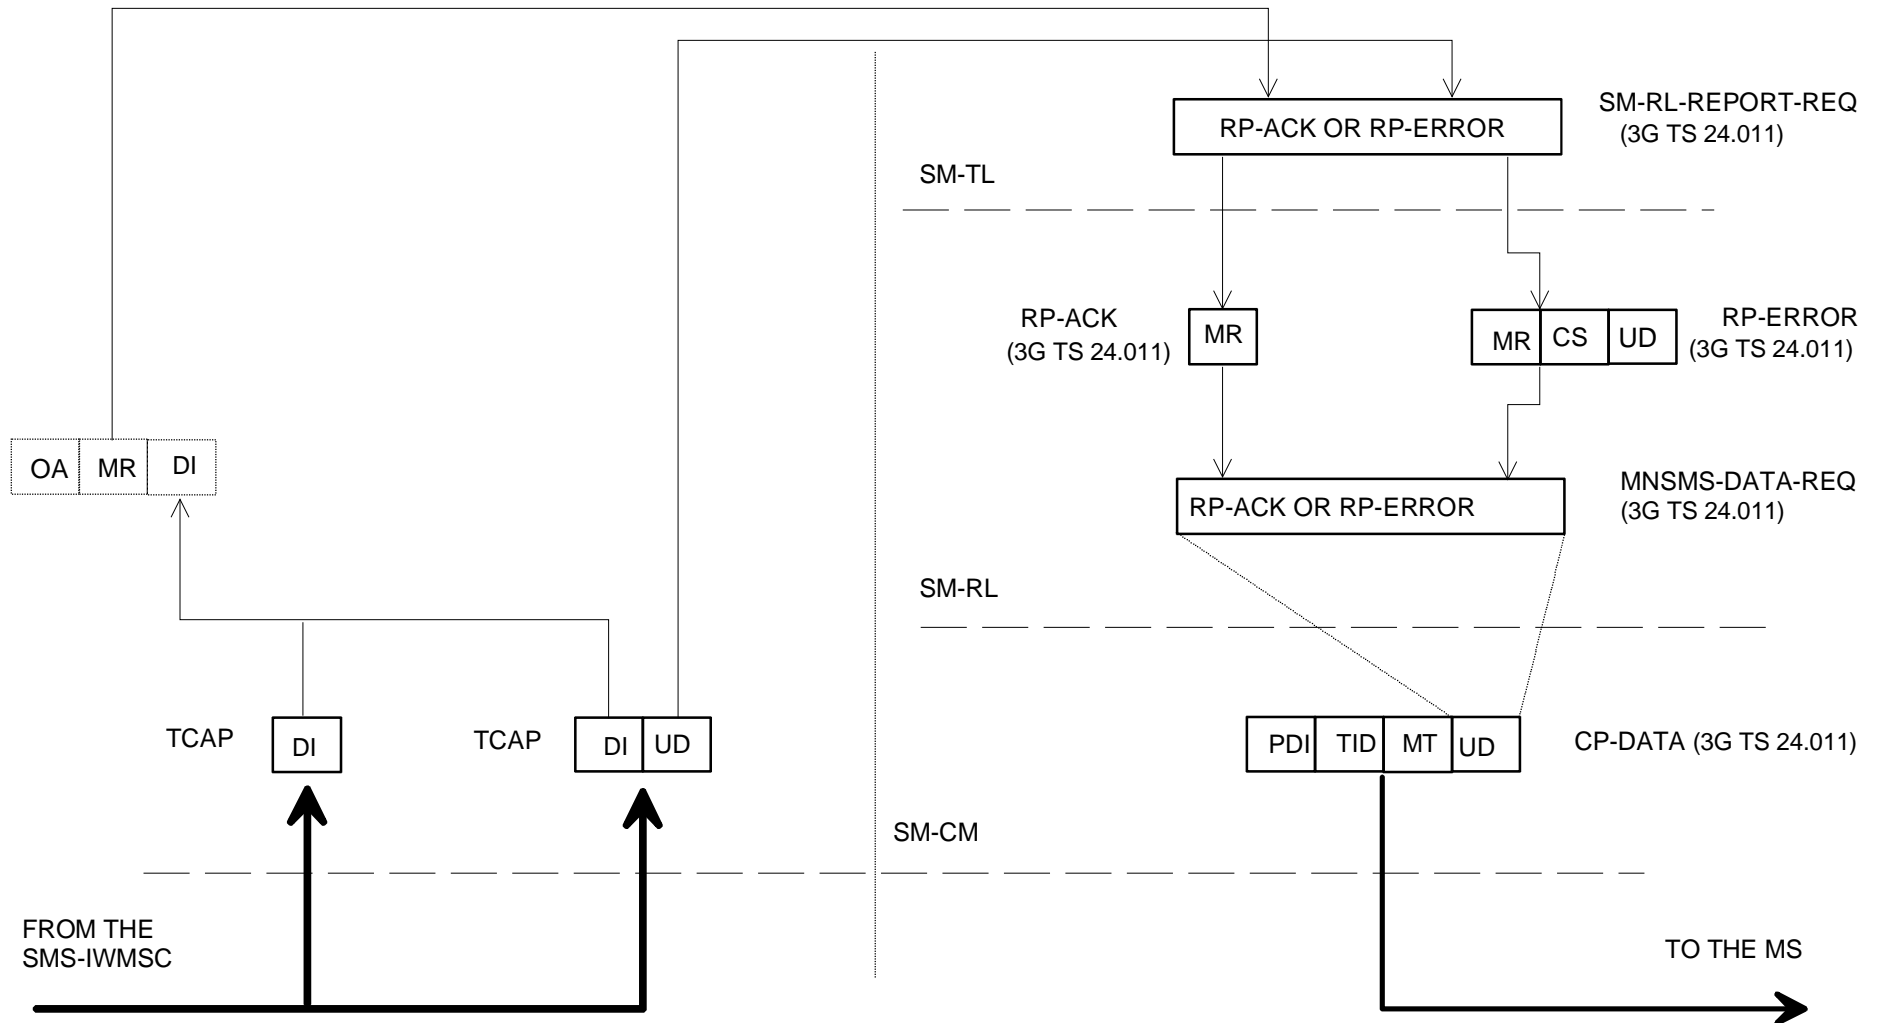 SM-RL-REPORT-REQ
(3G TS 24.011)
RP-ACK OR RP-ERROR
SM-TL
RP-ACK
(3G TS 24.011)
MR
MR CS UD
RP-ERROR
(3G TS 24.011)
OA MR DI
RP-ACK OR RP-ERROR
MNSMS-DATA-REQ
(3G TS 24.011)
SM-RL
TCAP DI
TCAP DI UD
PDI TID MT UD
CP-DATA (3G TS 24.011)
SM-CM
FROM THE
SMS-IWMSC
TO THE MS